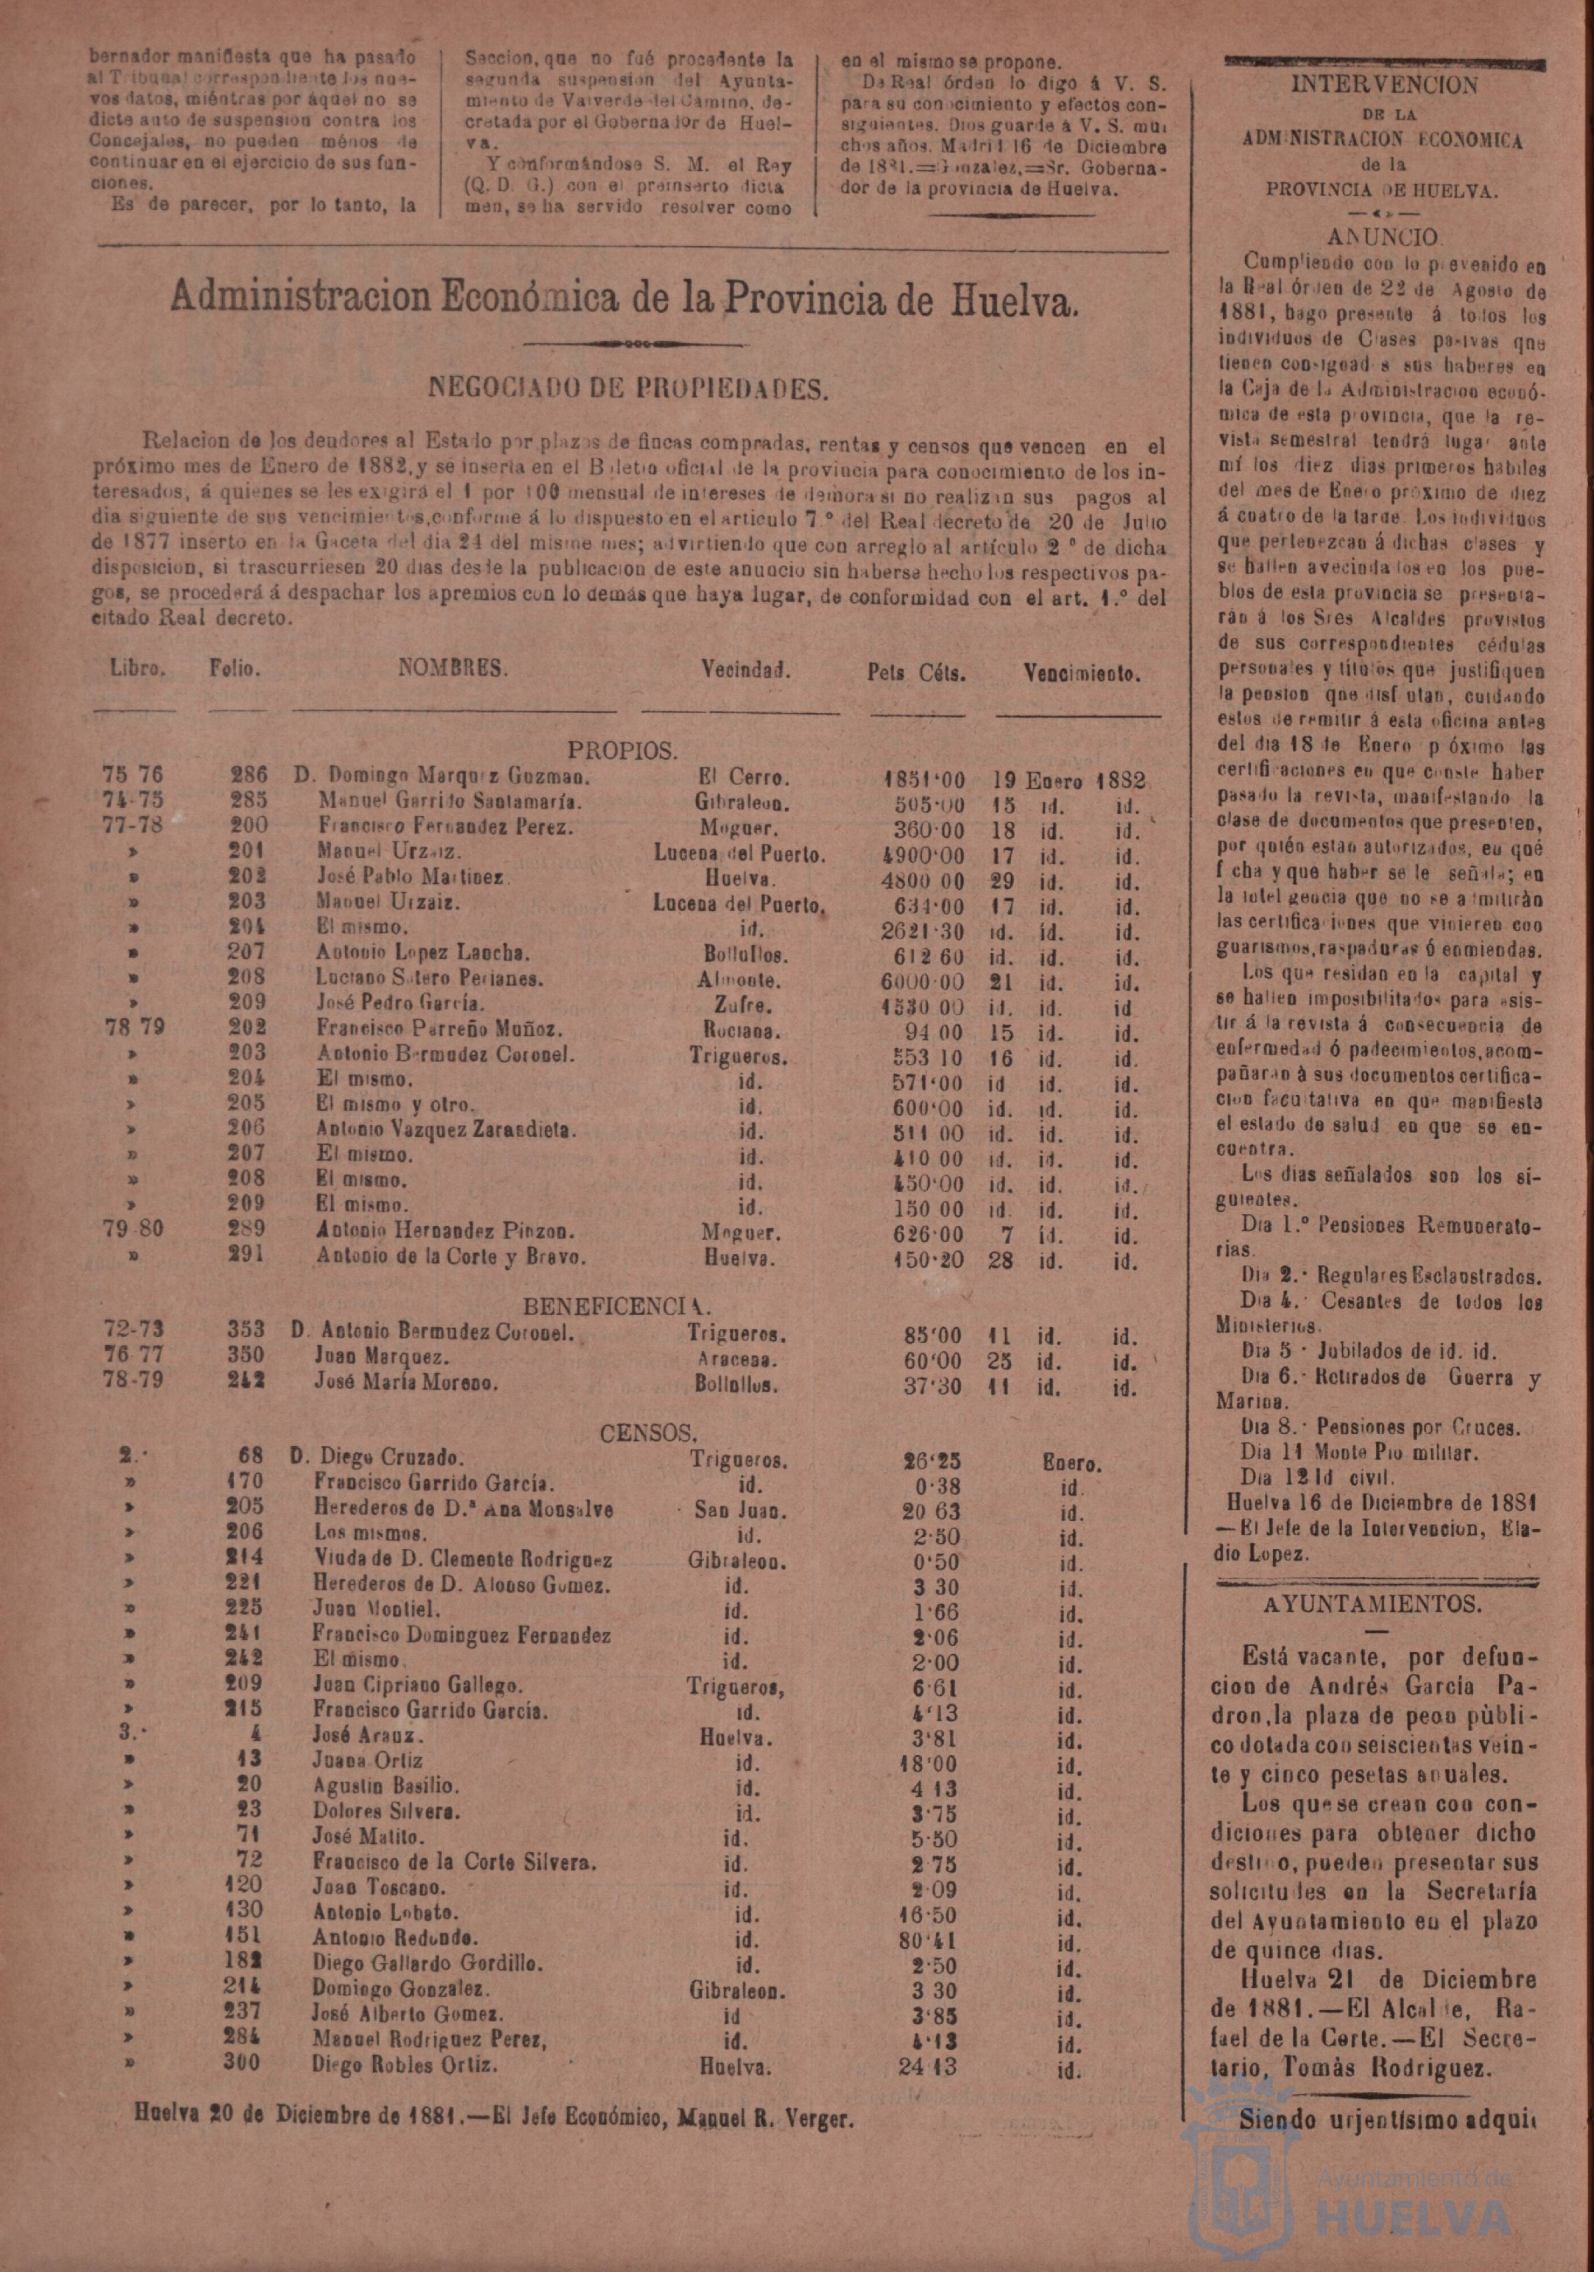 bernador manifiesta que ha pasado
al Tribunal correspondiente los nue-
vos datos, miéntras por áquel no se
dicte auto de suspension contra los
Concejales, no pueden ménos de
continuar en el ejercicio de sus fun-
ciones.
Es de parecer, por lo tanto, la
Seccion, que no fué procedente la
segunda suspension del Ayunta-
miento de Valverde del Camino, de-
cretada por el Gobernador de Huel-
va.
Y conformándose S. M. el Rey
(Q. D. G.) con el preinserto dicta
men, se ha servido resolver como
en el mismo se propone.
De Real órden lo digo á V. S.
para su conocimiento y efectos con-
siguientes. Dios guarde á V. S. mu
chos años. Madrid 16 de Diciembre
de 1881.=Gonzalez,=Sr. Goberna-
dor de la provincia de Huelva.
Administracion Económica de la Provincia de Huelva.
NEGOCIADO DE PROPIEDADES.
Relacion de los deudores al Estado por plazos de fincas compradas, rentas y censos que vencen en el
próximo mes de Enero de 1882, y se inserta en el Boletin oficial de la provincia para conocimiento de los in-
teresados, á quienes se les exigirá el 1 por 100 mensual de intereses de demora si no realizan sus pagos al
dia siguiente de sus vencimientos, conforme á lo dispuesto en el articulo 7.º del Real decreto de 20 de Julio
de 1877 inserto en la Gaceta del dia 24 del misme mes; advirtiendo que con arreglo al artículo 2 º de dicha
disposicion, si trascurriesen 20 dias desde la publicacion de este anuncio sin haberse hecho los respectivos pa-
gos, se procederá á despachar los apremios con lo demás que haya lugar, de conformidad con el art. 1.º del
citado Real decreto.
Libro. Folio. NOMBRES. Vecindad. Pets Céts. Vencimiento.
PROPIOS.
75 76 286 D. Domingo Marquez Guzman. El Cerro. 1851'00 19 Enero 1882
74-75 285 Manuel Garrido Santamaría. Gibraleon. 505'00 15 id. id.
77-78 200 Francisco Fernandez Perez. Moguer. 360'00 18 id. id.
» 201 Manuel Urzaiz. Lucena del Puerto. 4900'00 17 id. id.
» 202 José Pablo Martinez. Huelva. 4800 00 29 id. id.
» 203 Manuel Urzaiz. Lucena del Puerto, 634'00 17 id. id.
» 204 El mismo. id. 2621'30 id. id. id.
» 207 Antonio Lopez Lancha. Bollullos. 612 60 id. id. id.
» 208 Luciano Sotero Perianes. Almonte. 6000'00 21 id. id.
» 209 José Pedro García. Zufre. 1530 00 id. id. id
78 79 202 Francisco Parreño Muñoz. Rociana. 94 00 15 id. id.
» 203 Antonio Bermudez Coronel. Trigueros. 553 10 16 id. id.
» 204 El mismo. id. 571'00 id id. id.
» 205 El mismo y otro. id. 600'00 id. id. id.
» 206 Antonio Vazquez Zarandieta. id. 511 00 id. id. id.
» 207 El mismo. id. 410 00 id. id. id.
» 208 El mismo. id. 450'00 id. id. id.
» 209 El mismo. id. 150 00 id. id. id.
79-80 289 Antonio Hernandez Pinzon. Moguer. 626'00 7 id. id.
» 291 Antonio de la Corte y Bravo. Huelva. 150'20 28 id. id.
BENEFICENCIA.
72-73 353 D. Antonio Bermudez Coronel. Trigueros. 85'00 11 id. id.
76 77 350 Juan Marquez. Aracena. 60'00 25 id. id.
78-79 242 José María Moreno. Bollullos. 37'30 11 id. id.
CENSOS.
2.· 68 D. Diego Cruzado. Trigueros. 26'25 Enero.
» 170 Francisco Garrido García. id. 0'38 id.
» 205 Herederos de D.ª Ana Monsalve San Juan. 20 63 id.
» 206 Los mismos. id. 2'50 id.
» 214 Viuda de D. Clemente Rodriguez Gibraleon. 0'50 id.
» 221 Herederos de D. Alonso Gomez. id. 3 30 id.
» 225 Juan Montiel. id. 1'66 id.
» 241 Francisco Dominguez Fernandez id. 2'06 id.
» 242 El mismo. id. 2'00 id.
» 209 Juan Cipriano Gallego. Trigueros, 6'61 id.
» 215 Francisco Garrido García. id. 4'13 id.
3.· 4 José Arauz. Huelva. 3'81 id.
» 13 Juana Ortiz id. 18'00 id.
» 20 Agustin Basilio. id. 4 13 id.
» 23 Dolores Silvera. id. 3'75 id.
» 71 José Matito. id. 5'50 id.
» 72 Francisco de la Corte Silvera. id. 2'75 id.
» 120 Juan Toscano. id. 2'09 id.
» 130 Antonio Lobato. id. 16'50 id.
» 151 Antonio Redondo. id. 80'41 id.
» 182 Diego Gallardo Gordillo. id. 2'50 id.
» 214 Domingo Gonzalez. Gibraleon. 3 30 id.
» 237 José Alberto Gomez. id 3'85 id.
» 284 Manuel Rodriguez Perez, id. 4'13 id.
» 300 Diego Robles Ortiz. Huelva. 24 13 id.
Huelva 20 de Diciembre de 1881.—El Jefe Económico, Manuel R. Verger.
INTERVENCION
DE LA
ADMINISTRACION ECONOMICA
de la
PROVINCIA DE HUELVA.
ANUNCIO.
Cumpliendo con lo prevenido en
la Real órden de 22 de Agosto de
1881, hago presente á todos los
individuos de Clases pasivas que
tienen consignad s sus haberes en
la Caja de la Administracion econó-
mica de esta provincia, que la re-
vista semestral tendrá lugar ante
mí los diez dias primeros hábiles
del mes de Enero próximo de diez
á cuatro de la tarde. Los individuos
que pertenezcan á dichas clases y
se hallen avecindados en los pue-
blos de esta provincia se presenta-
rán á los Sres Alcaldes provistos
de sus correspondientes cédulas
personales y títulos que justifiquen
la pension que disf utan, cuidando
estos de remitir á esta oficina antes
del dia 18 de Enero p óximo las
certificaciones en que conste haber
pasado la revista, manifestando la
clase de documentos que presenten,
por quién estan autorizados, en qué
f cha y que haber se le señala; en
la intel gencia que no se admitirán
las certificaciones que vinieren con
guarismos, raspaduras ó enmiendas.
Los que residan en la capital y
se hallen imposibilitados para asis-
tir á la revista á consecuencia de
enfermedad ó padecimientos, acom-
pañaran á sus documentos certifica-
cion facultativa en que manifiesta
el estado de salud en que se en-
cuentra.
Los dias señalados son los si-
guientes.
Dia 1.º Pensiones Remunerato-
rias.
Dia 2.· Regulares Esclaustrados.
Dia 4.· Cesantes de todos los
Ministerios.
Dia 5 · Jubilados de id. id.
Dia 6.· Retirados de Guerra y
Marina.
Dia 8.· Pensiones por Cruces.
Dia 11 Monte Pio militar.
Dia 12 Id civil.
Huelva 16 de Diciembre de 1881
—El Jefe de la Intervencion, Ela-
dio Lopez.
AYUNTAMIENTOS.
Está vacante, por defun-
cion de Andrés García Pa-
dron, la plaza de peon públi-
co dotada con seiscientas vein-
te y cinco pesetas anuales.
Los que se crean con con-
diciones para obtener dicho
destino, pueden presentar sus
solicitudes en la Secretaría
del Ayuntamiento en el plazo
de quince dias.
Huelva 21 de Diciembre
de 1881.—El Alcalde, Ra-
fael de la Corte.—El Secre-
tario, Tomás Rodriguez.
Siendo urjentísimo adqui
Ayuntamiento de
HUELVA